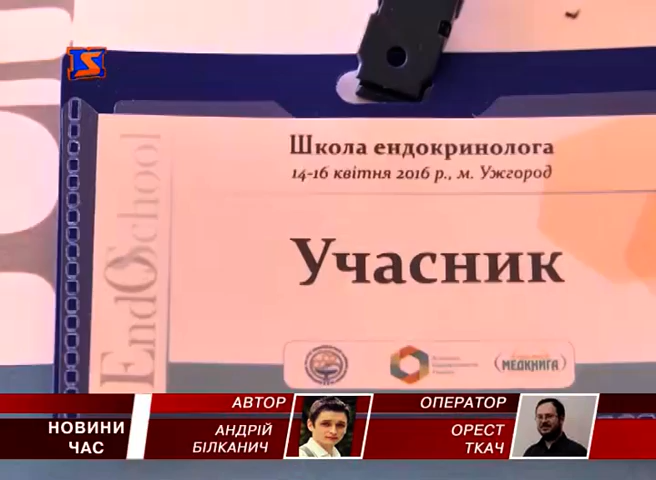 S
Школа ендокринолога
14-16 квітня 2016 р., м. Ужгород
EndOSchool
Учасник
МЕДКНИГА
НОВИНИ
ЧАС
АВТОР
АНДРІЙ
БІЛКАНИЧ
ОПЕРАТОР
ОРЕСТ
ТКАЧ